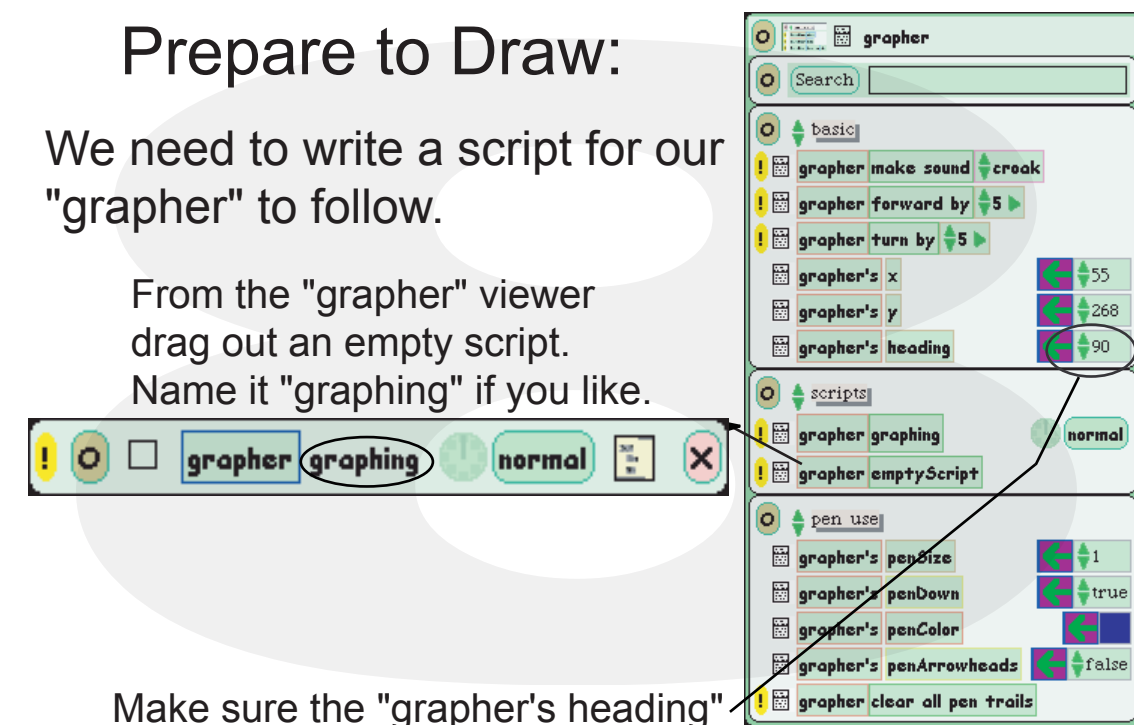 Prepare to Draw:
We need to write a script for our
"grapher" to follow.
From the "grapher" viewer
drag out an empty script.
Name it "graphing" if you like.
! O grapher graphing normal X
Make sure the "grapher's heading"
O grapher
O Search
O basic
! grapher make sound croak
! grapher forward by 5
! grapher turn by 5
grapher's x 55
grapher's y 268
grapher's heading 90
O scripts
! grapher graphing normal
! grapher emptyScript
O pen use
grapher's penSize 1
grapher's penDown true
grapher's penColor
grapher's penArrowheads false
! grapher clear all pen trails